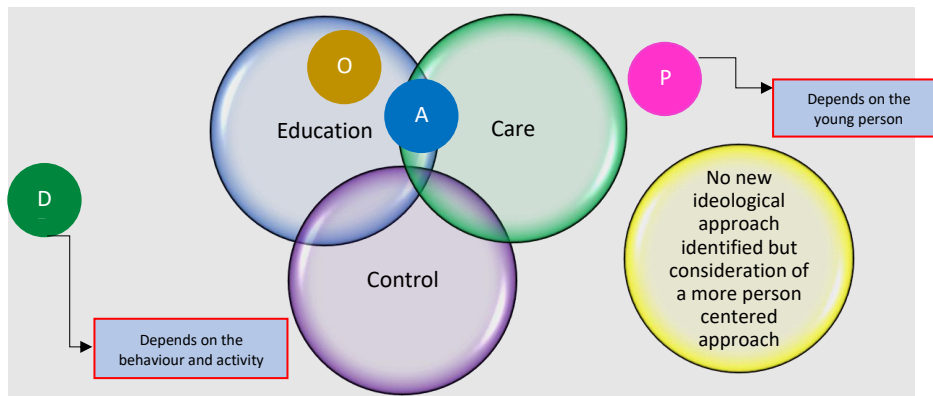 O
P
A
Education
Care
Depends on the
young person
D
No new
ideological
approach
identified but
consideration of
a more person
centered
approach
Control
Depends on the
behaviour and activity